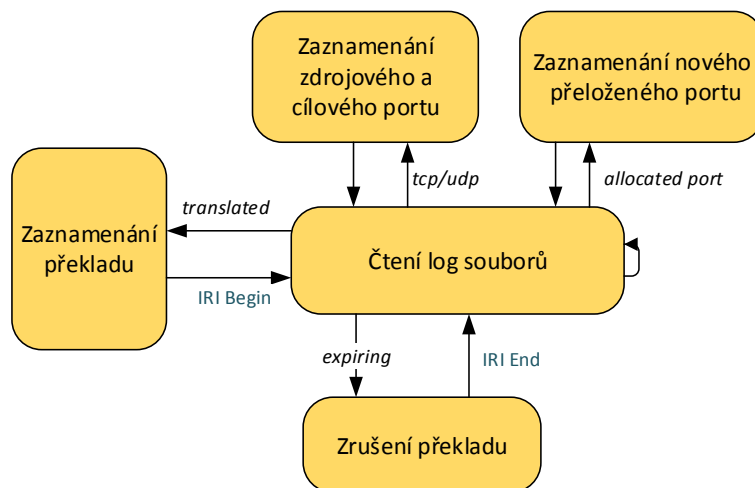 Zaznamenání
zdrojového a
cílového portu
Zaznamenání nového
přeloženého portu
tcp/udp
allocated port
translated
Zaznamenání
překladu
Čtení log souborů
IRI Begin
expiring
IRI End
Zrušení překladu